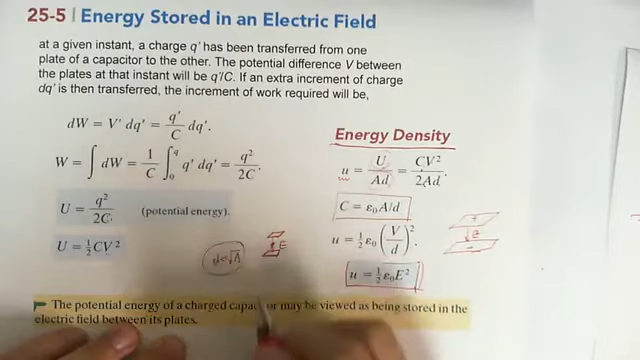 25-5 | Energy Stored in an Electric Field
at a given instant, a charge q′ has been transferred from one
plate of a capacitor to the other. The potential difference V between
the plates at that instant will be q′/C. If an extra increment of charge
dq′ is then transferred, the increment of work required will be,
dW = V′ dq′ = q′/C dq′.
W = ∫ dW = 1/C ∫₀^q q′ dq′ = q²/2C.
U = q²/2C (potential energy).
U = ½CV²
Energy Density
u = U/Ad = CV²/2Ad.
C = ε₀A/d
u = ½ε₀(V/d)².
u = ½ε₀E²
d<<√A
E
+
e
-
The potential energy of a charged or may be viewed as being stored in the
electric field between its plates.